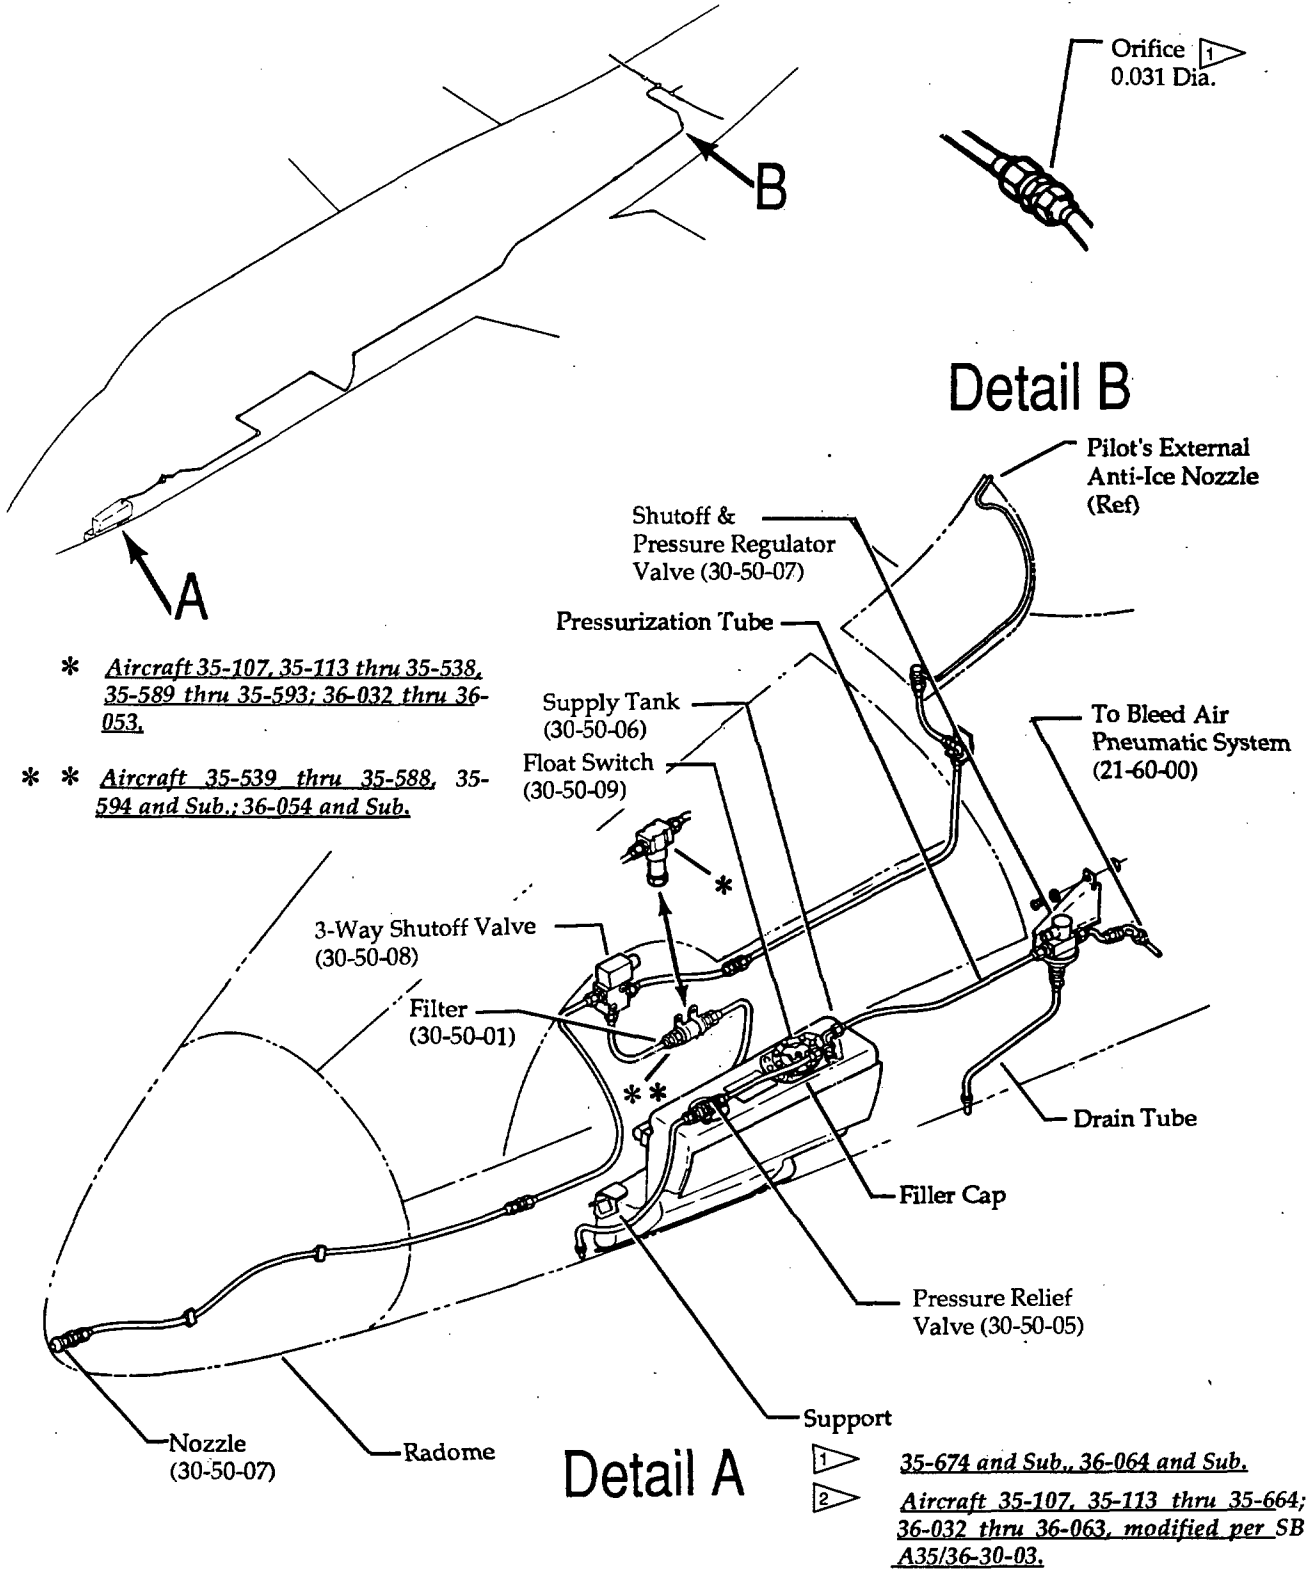 Orifice 1
0.031 Dia.
B
Detail B
Pilot's External
Anti-Ice Nozzle
(Ref)
Shutoff &
Pressure Regulator
Valve (30-50-07)
A
Pressurization Tube
* Aircraft 35-107, 35-113 thru 35-538,
35-589 thru 35-593; 36-032 thru 36-
053.
Supply Tank
(30-50-06)
To Bleed Air
Pneumatic System
(21-60-00)
Float Switch
(30-50-09)
* * Aircraft 35-539 thru 35-588, 35-
594 and Sub.; 36-054 and Sub.
*
3-Way Shutoff Valve
(30-50-08)
Filter
(30-50-01)
* *
Drain Tube
Filler Cap
Pressure Relief
Valve (30-50-05)
Support
Nozzle
(30-50-07)
Radome
Detail A
1 35-674 and Sub., 36-064 and Sub.
2 Aircraft 35-107, 35-113 thru 35-664;
36-032 thru 36-063, modified per SB
A35/36-30-03.